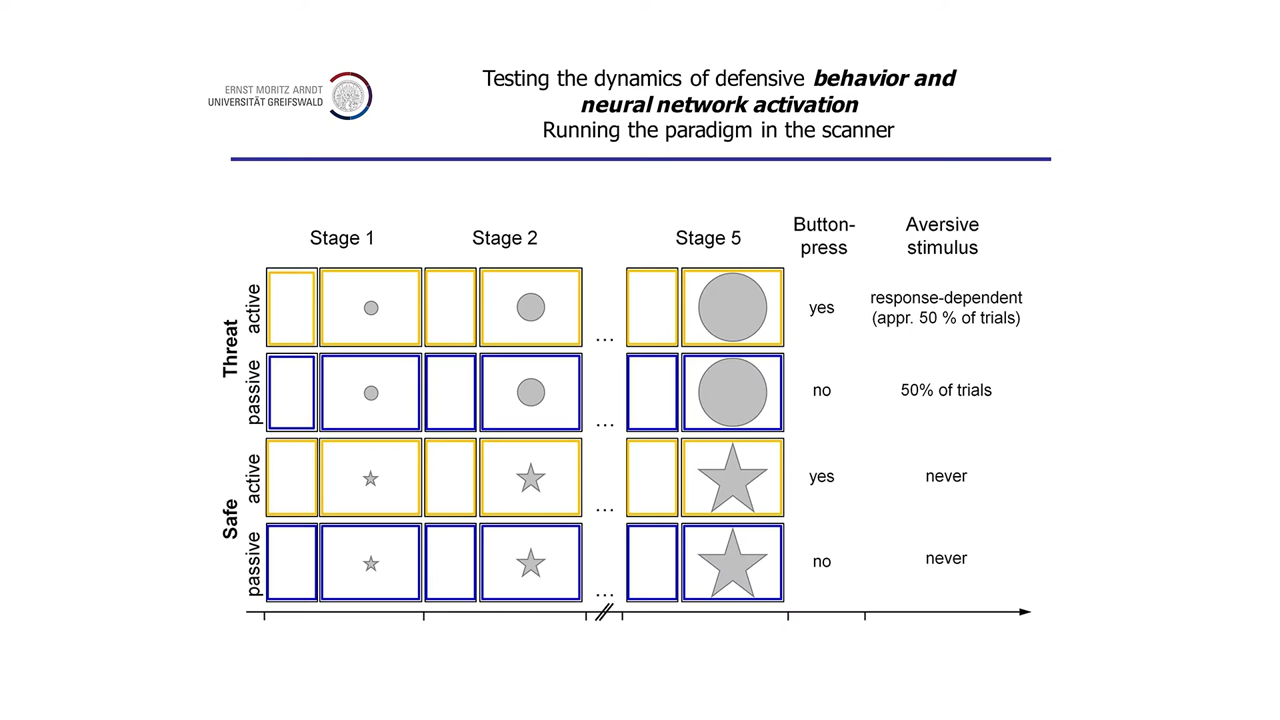 ERNST MORITZ ARNDT
UNIVERSITÄT GREIFSWALD
Testing the dynamics of defensive behavior and
neural network activation
Running the paradigm in the scanner
Stage 1
Stage 2
Stage 5
Button-
press
Aversive
stimulus
Threat
active
...
yes
response-dependent
(appr. 50 % of trials)
passive
...
no
50% of trials
Safe
active
...
yes
never
passive
...
no
never